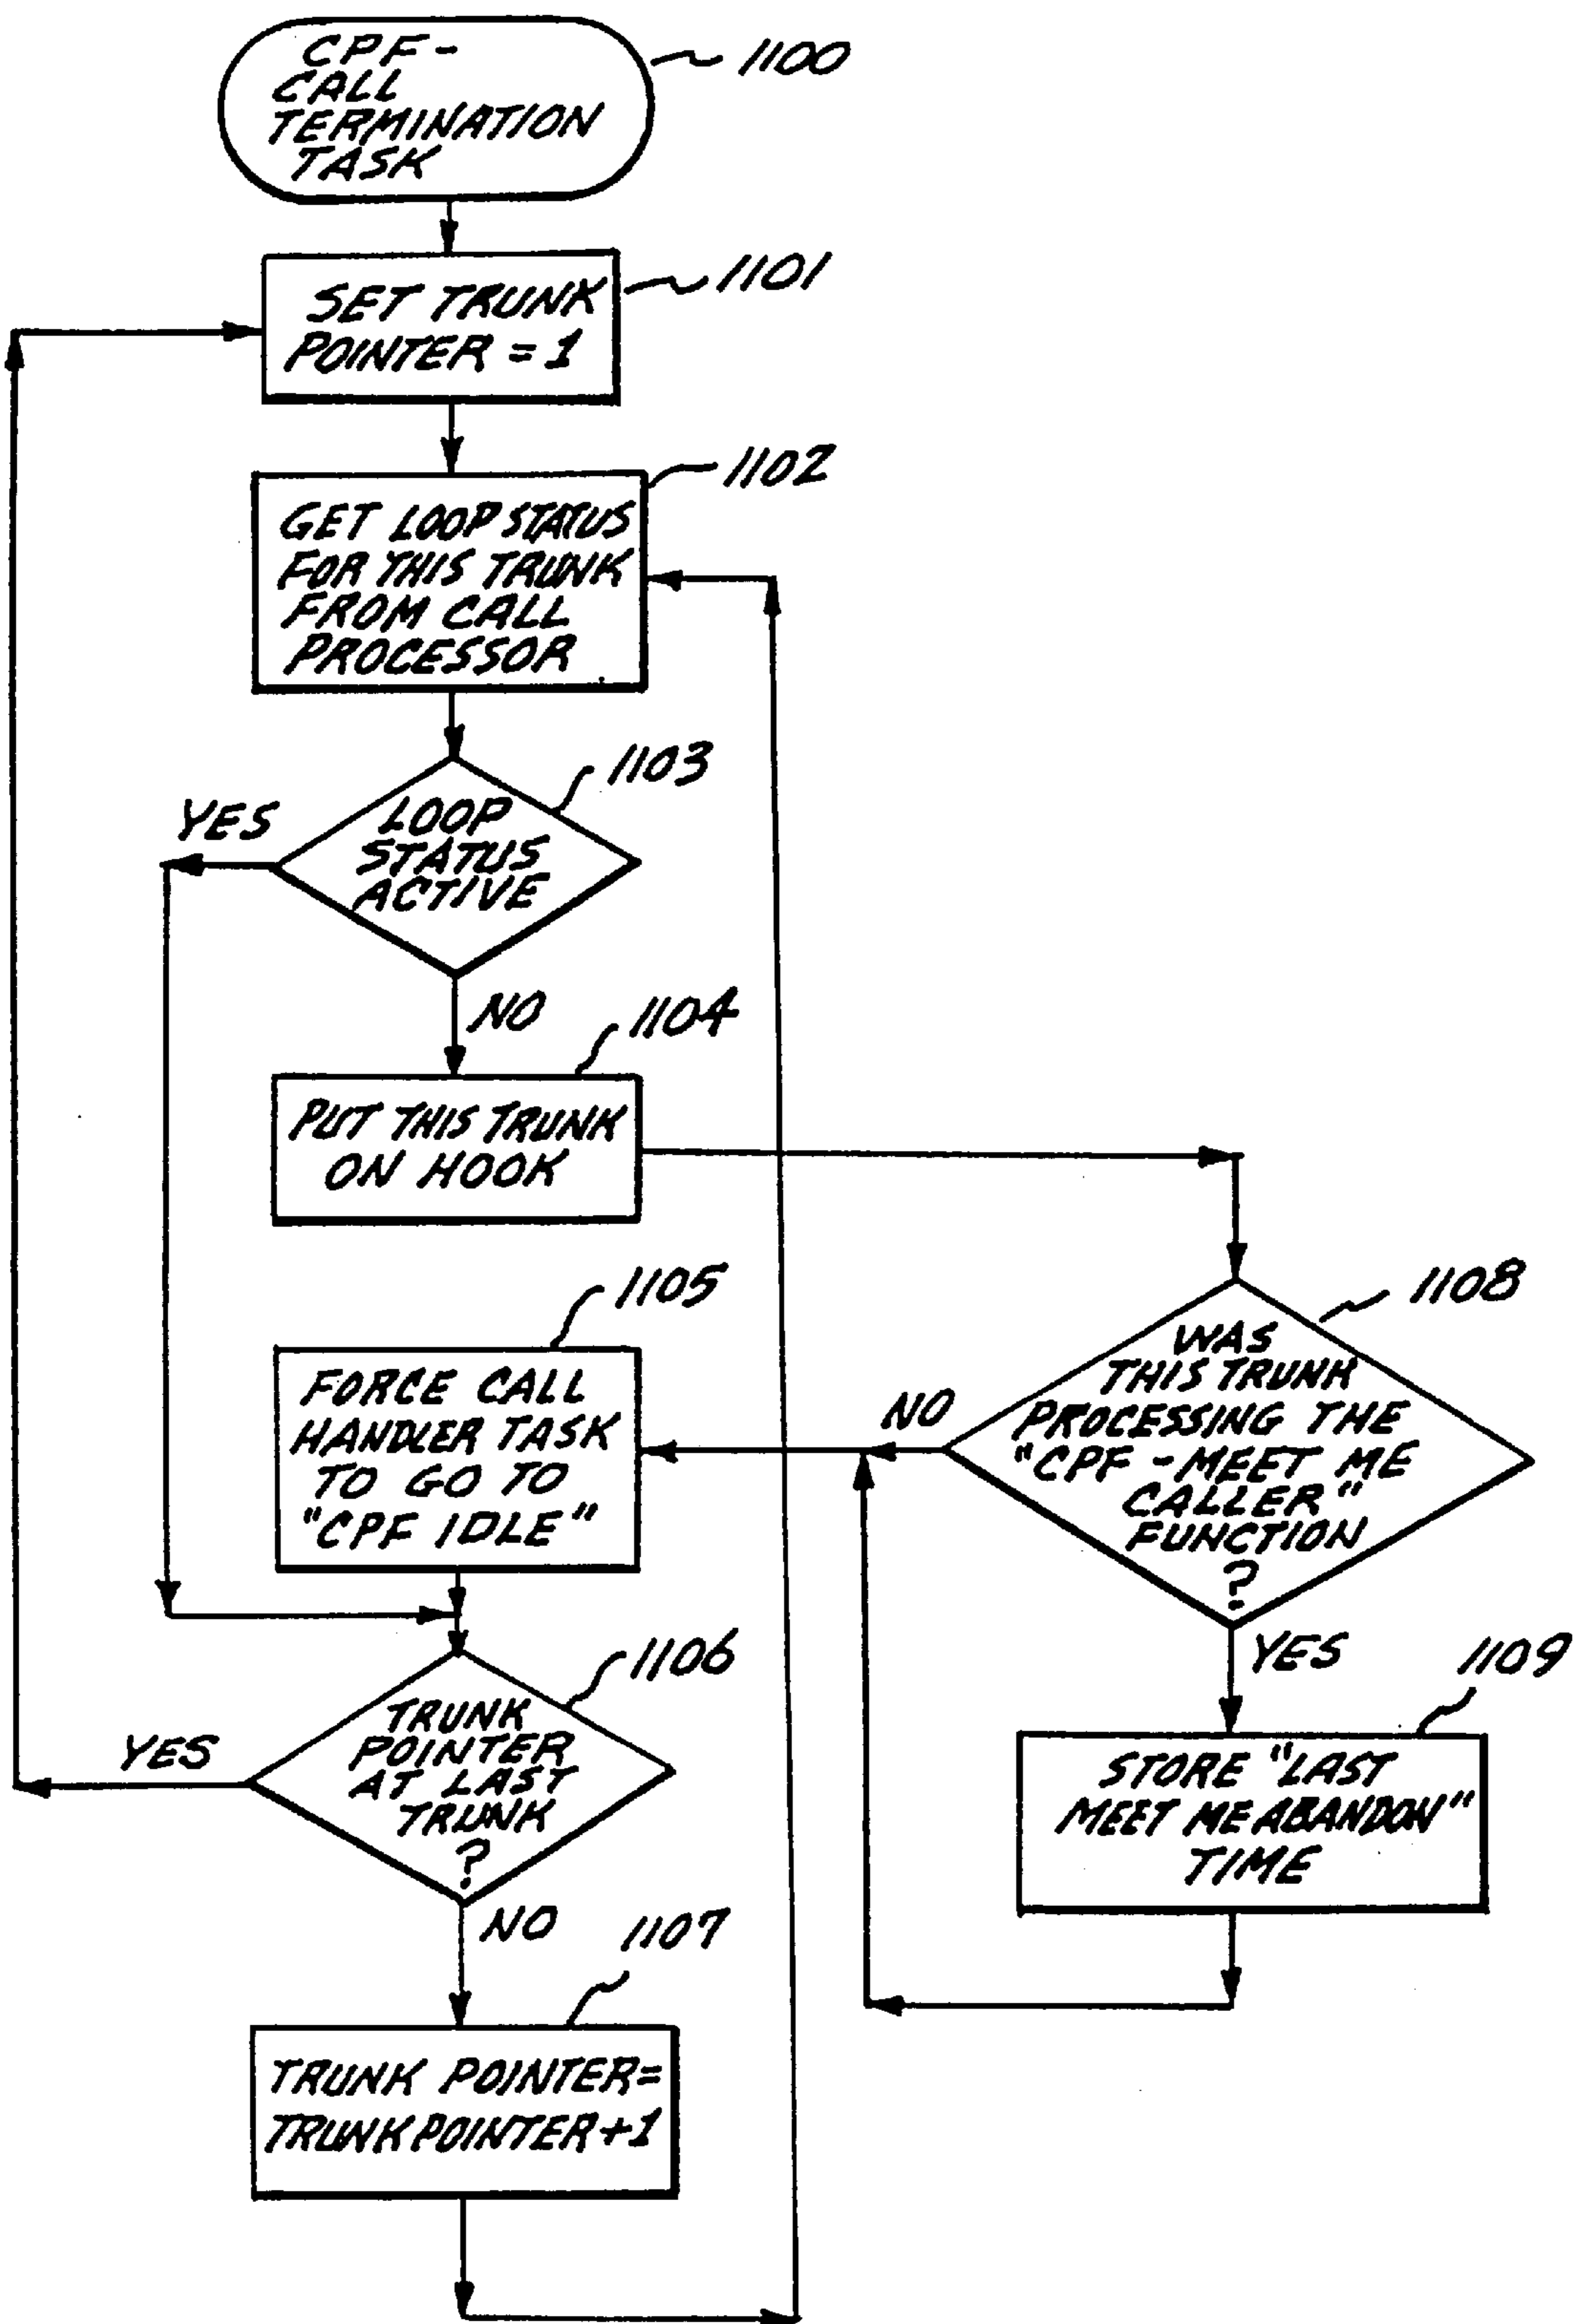 CPF-
CALL
TERMINATION
TASK
1100
1101
SET TRUNK
POINTER = 1
1102
GET LOOP STATUS
FOR THIS TRUNK
FROM CALL
PROCESSOR
1103
YES
LOOP
STATUS
ACTIVE
NO
1104
PUT THIS TRUNK
ON HOOK
1105
FORCE CALL
HANDLER TASK
TO GO TO
"CPF IDLE"
1108
WAS
THIS TRUNK
PROCESSING THE
"CPF - MEET ME
CALLER"
FUNCTION
?
NO
YES
1109
STORE "LAST
MEET ME ABANDON"
TIME
1106
YES
TRUNK
POINTER
AT LAST
TRUNK
?
NO
1107
TRUNK POINTER=
TRUNK POINTER+1